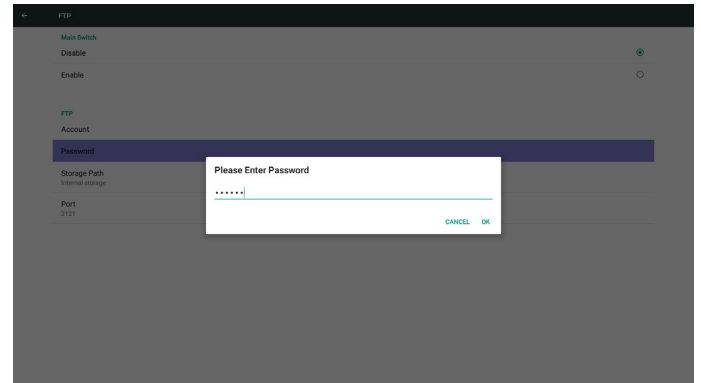 FTP
Main Switch
Disable
Enable
FTP
Account
Password
Storage Path
Internal storage
Port
2121
Please Enter Password
••••••
CANCEL OK